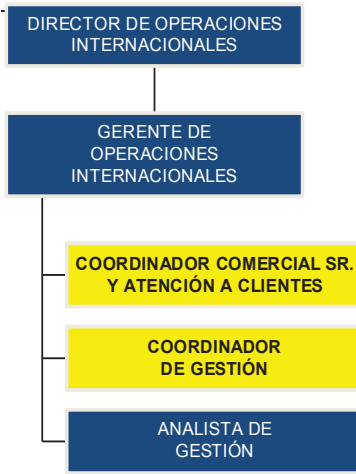 DIRECTOR DE OPERACIONES
INTERNACIONALES
GERENTE DE
OPERACIONES
INTERNACIONALES
COORDINADOR COMERCIAL SR.
Y ATENCIÓN A CLIENTES
COORDINADOR
DE GESTIÓN
ANALISTA DE
GESTIÓN